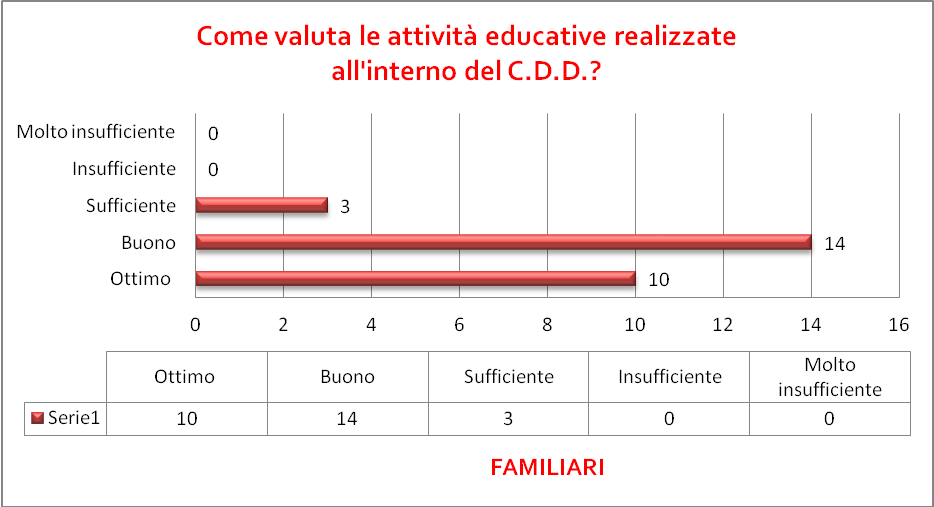 Come valuta le attività educative realizzate
all'interno del C.D.D.?
Molto insufficiente 0
Insufficiente 0
Sufficiente 3
Buono 14
Ottimo 10
0 2 4 6 8 10 12 14 16
Ottimo Buono Sufficiente Insufficiente Molto insufficiente
Serie1 10 14 3 0 0
FAMILIARI